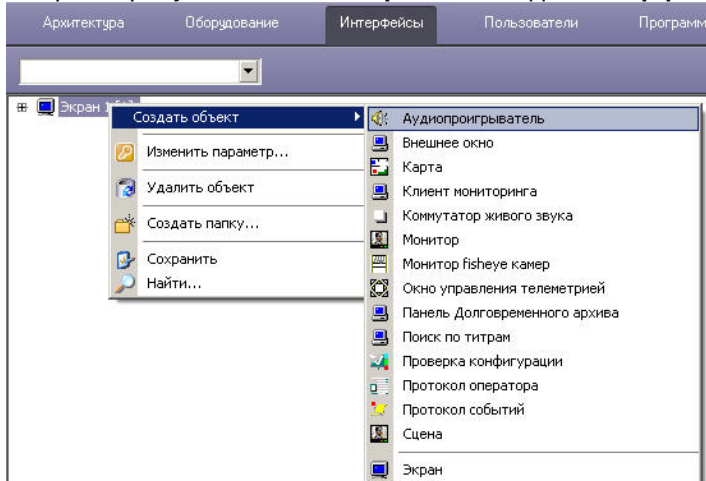 Архитектура Оборудование Интерфейсы Пользователи Программ
Экран 1 [1]
Создать объект
Изменить параметр...
Удалить объект
Создать папку...
Сохранить
Найти...
Аудиопроигрыватель
Внешнее окно
Карта
Клиент мониторинга
Коммутатор живого звука
Монитор
Монитор fisheye камер
Окно управления телеметрией
Панель Долговременного архива
Поиск по титрам
Проверка конфигурации
Протокол оператора
Протокол событий
Сцена
Экран